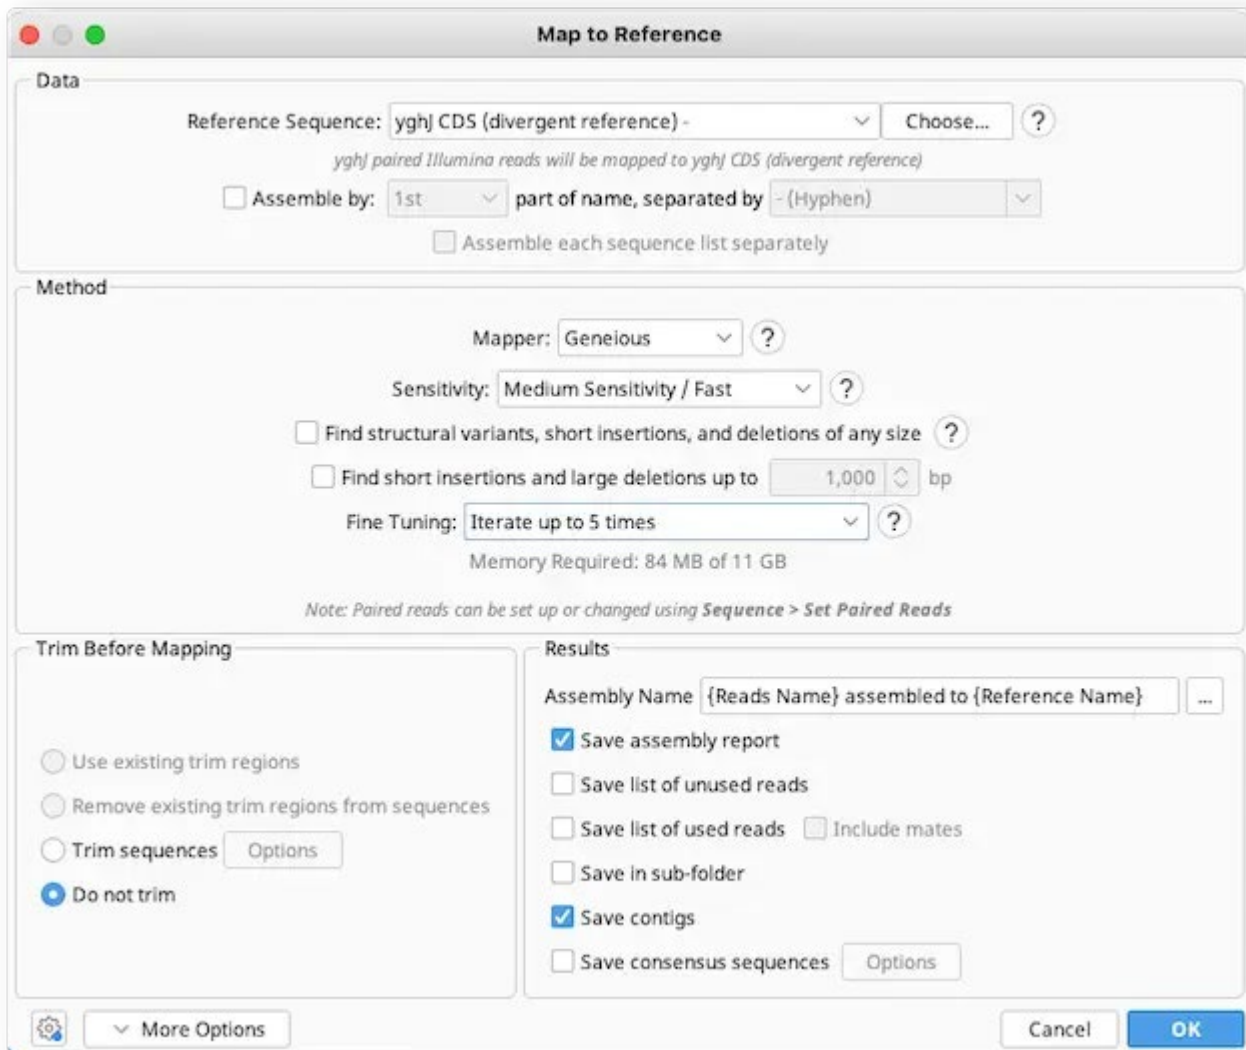 Map to Reference
Data
Reference Sequence: yghJ CDS (divergent reference) - Choose... ?
yghJ paired Illumina reads will be mapped to yghJ CDS (divergent reference)
Assemble by: 1st part of name, separated by - (Hyphen)
Assemble each sequence list separately
Method
Mapper: Geneious ?
Sensitivity: Medium Sensitivity / Fast ?
Find structural variants, short insertions, and deletions of any size ?
Find short insertions and large deletions up to 1,000 bp
Fine Tuning: Iterate up to 5 times ?
Memory Required: 84 MB of 11 GB
Note: Paired reads can be set up or changed using Sequence > Set Paired Reads
Trim Before Mapping
Use existing trim regions
Remove existing trim regions from sequences
Trim sequences Options
Do not trim
Results
Assembly Name {Reads Name} assembled to {Reference Name} ...
Save assembly report
Save list of unused reads
Save list of used reads Include mates
Save in sub-folder
Save contigs
Save consensus sequences Options
More Options Cancel OK